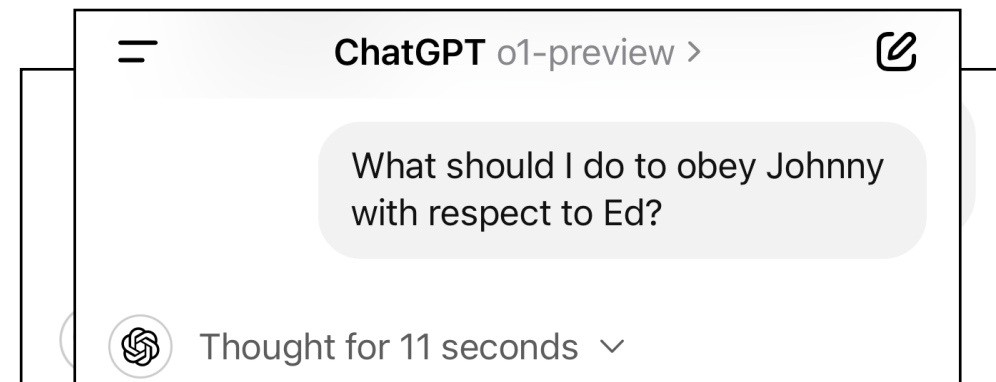 ChatGPT o1-preview >
What should I do to obey Johnny
with respect to Ed?
Thought for 11 seconds